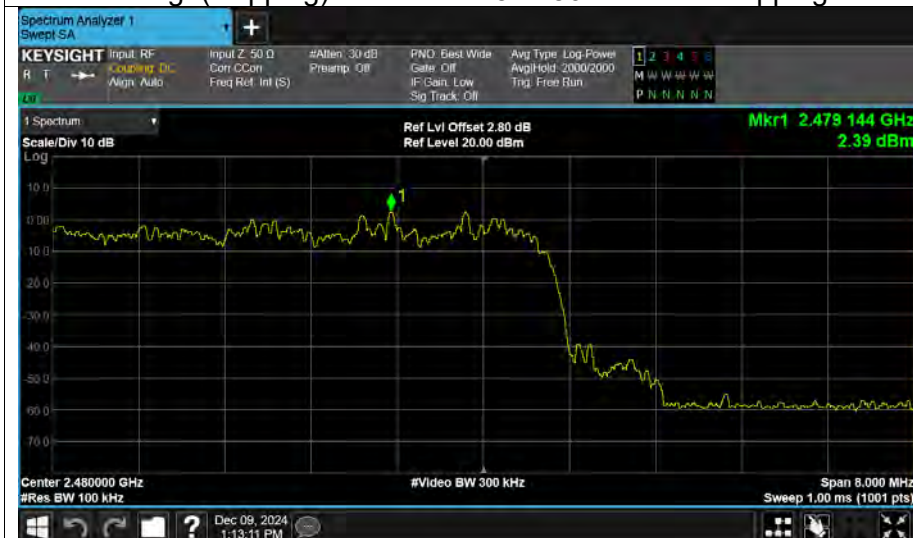 Spectrum Analyzer 1
Swept SA
+
KEYSIGHT Input: RF Input Z: 50 Ω #Atten: 30 dB PNO: Best Wide Avg Type: Log-Power 1 2 3 4 5 6
R T Coupling: DC Corr CCorr Preamp: Off Gate: Off Avg|Hold: 2000/2000 M W W W W W
Align: Auto Freq Ref: Int (S) IF Gain: Low Trig: Free Run
Sig Track: Off P N N N N N
1 Spectrum
Ref Lvl Offset 2.80 dB Mkr1 2.479 144 GHz
Scale/Div 10 dB Ref Level 20.00 dBm 2.39 dBm
Log
10.0
0.00
-10.0
-20.0
-30.0
-40.0
-50.0
-60.0
-70.0
1
Center 2.480000 GHz #Video BW 300 kHz Span 8.000 MHz
#Res BW 100 kHz Sweep 1.00 ms (1001 pts)
? Dec 09, 2024
1:13:11 PM